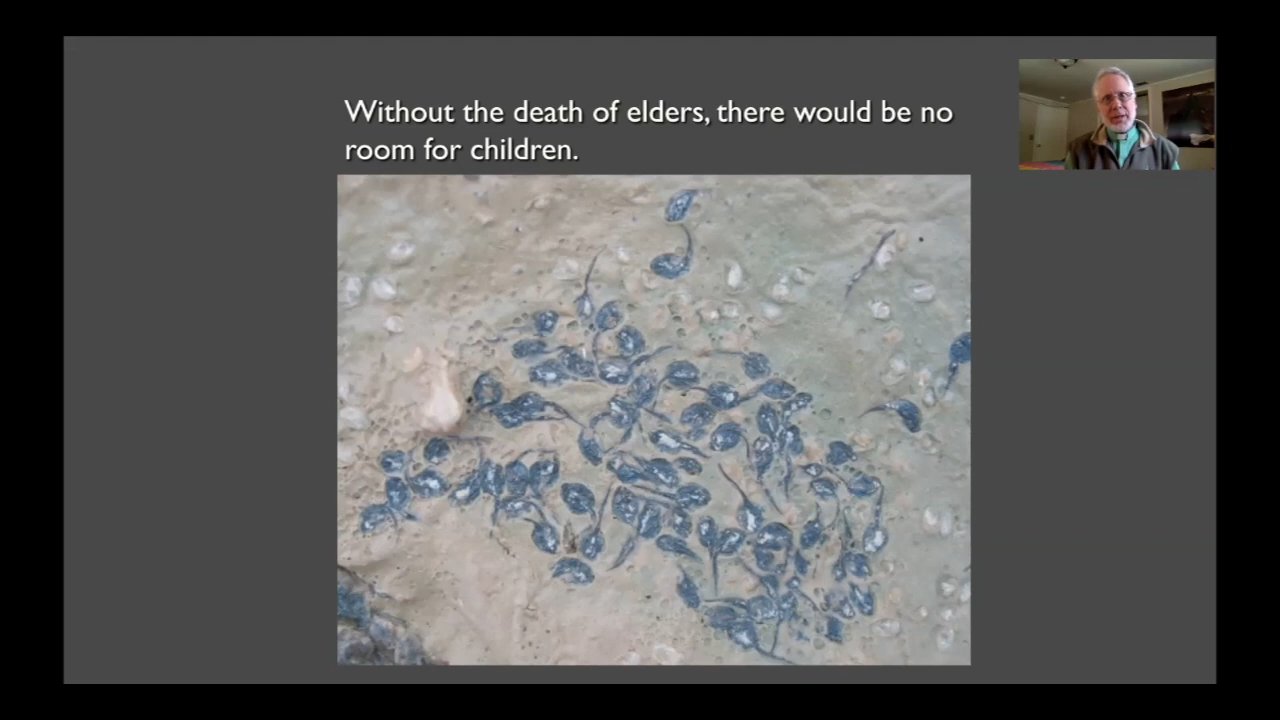 Without the death of elders, there would be no
room for children.